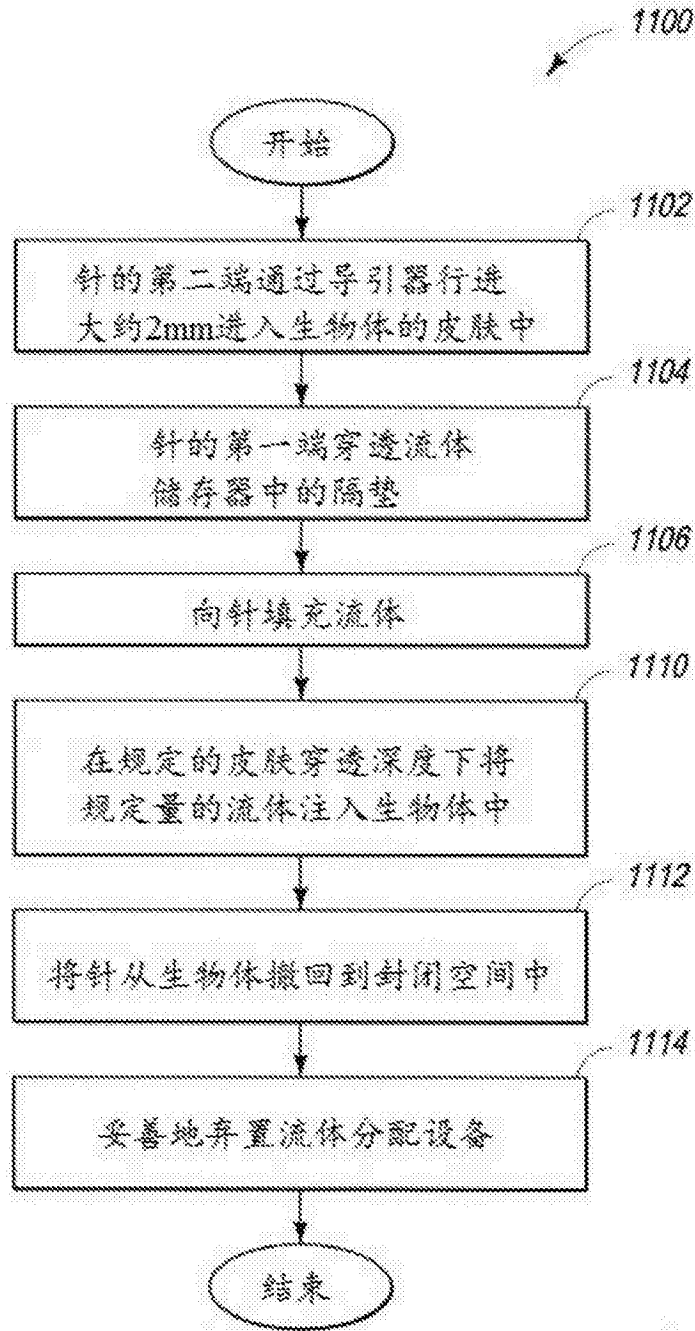 1100
开始
1102
针的第二端通过导引器行进
大约2mm进入生物体的皮肤中
1104
针的第一端穿透流体
储存器中的隔垫
1106
向针填充流体
1110
在规定的皮肤穿透深度下将
规定量的流体注入生物体中
1112
将针从生物体撤回到封闭空间中
1114
妥善地弃置流体分配设备
结束